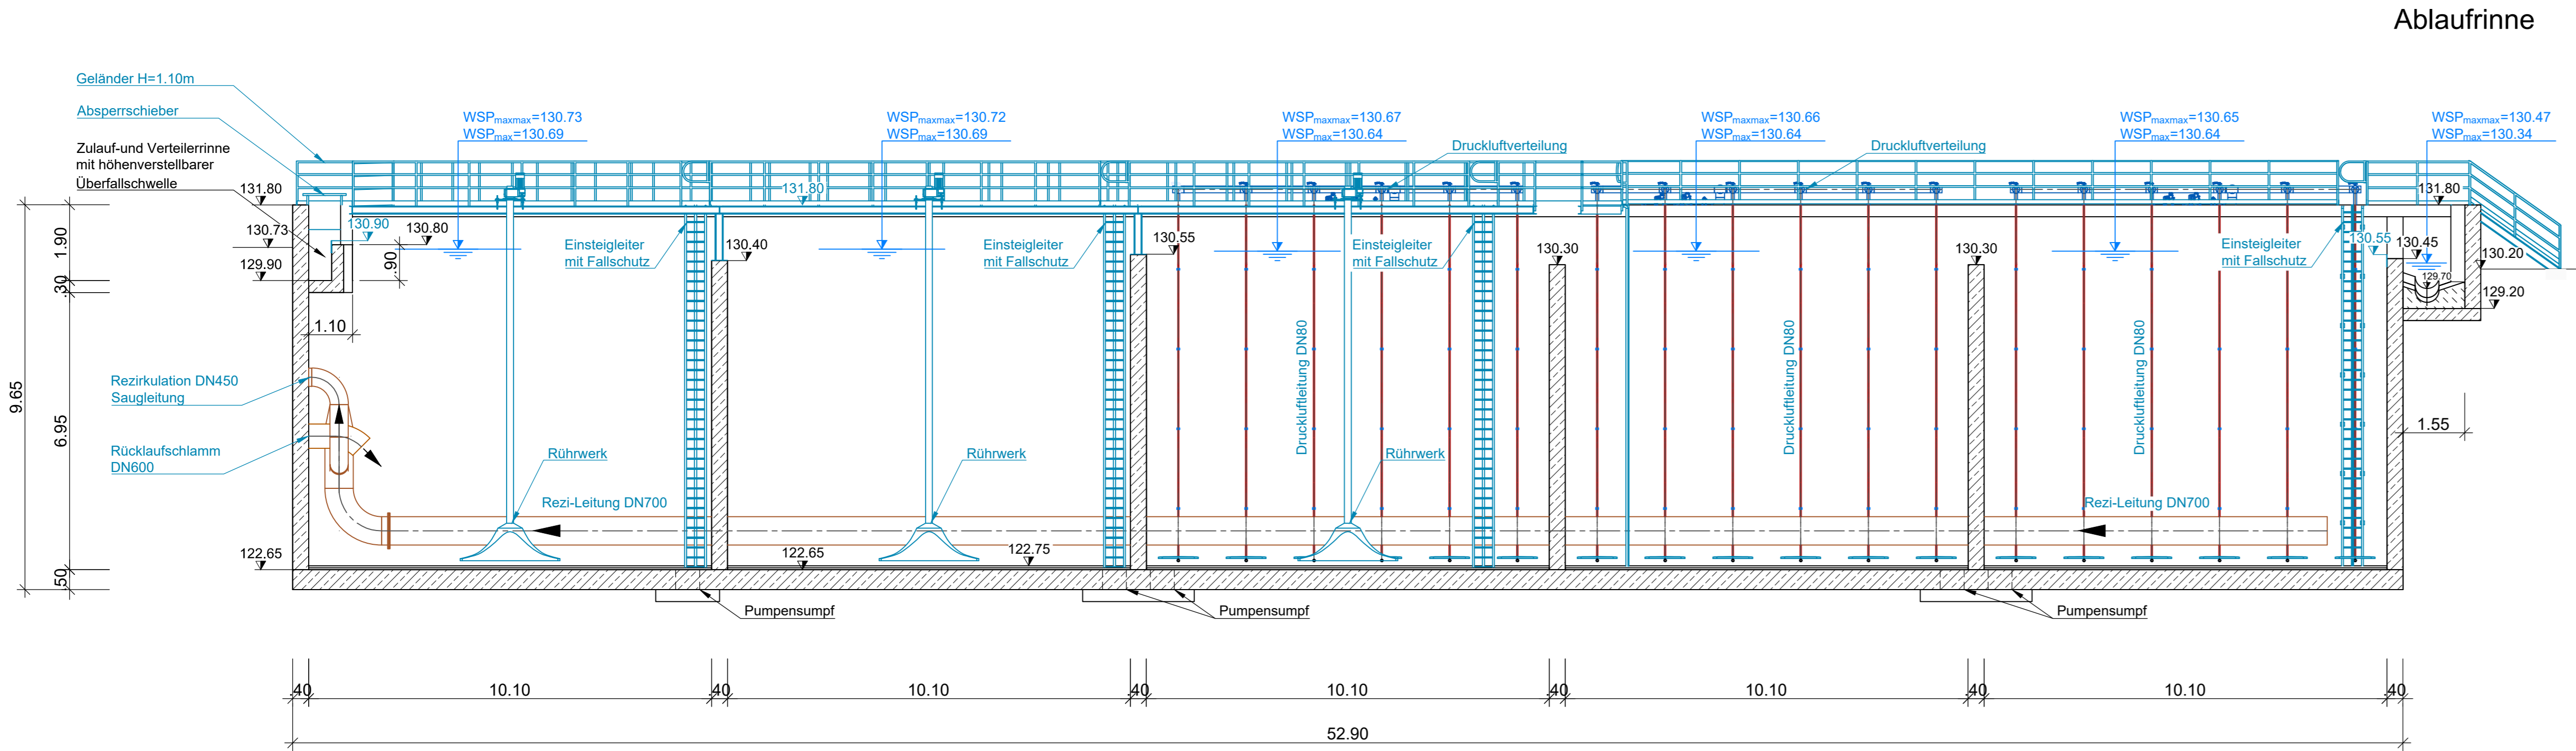 Ablaufrinne
Geländer H=1.10m
Absperrschieber
Zulauf-und Verteilerrinne
mit höhenverstellbarer
Überfallschwelle
WSPmaxmax=130.73
WSPmax=130.69
WSPmaxmax=130.72
WSPmax=130.69
WSPmaxmax=130.67
WSPmax=130.64
WSPmaxmax=130.66
WSPmax=130.64
WSPmaxmax=130.65
WSPmax=130.64
WSPmaxmax=130.47
WSPmax=130.34
Druckluftverteilung
Druckluftverteilung
131.80
131.80
131.80
130.73
130.90
130.80
129.90
.90
130.40
130.55
130.30
130.30
130.55
130.45
130.20
129.70
129.20
Einsteigleiter
mit Fallschutz
Einsteigleiter
mit Fallschutz
Einsteigleiter
mit Fallschutz
Einsteigleiter
mit Fallschutz
1.90
.30
6.95
.50
9.65
1.10
1.55
Rezirkulation DN450
Saugleitung
Rücklaufschlamm
DN600
Druckluftleitung DN80
Druckluftleitung DN80
Druckluftleitung DN80
Rührwerk
Rührwerk
Rührwerk
Rezi-Leitung DN700
Rezi-Leitung DN700
122.65
122.65
122.75
Pumpensumpf
Pumpensumpf
Pumpensumpf
.40
10.10
.40
10.10
.40
10.10
.40
10.10
.40
10.10
.40
52.90